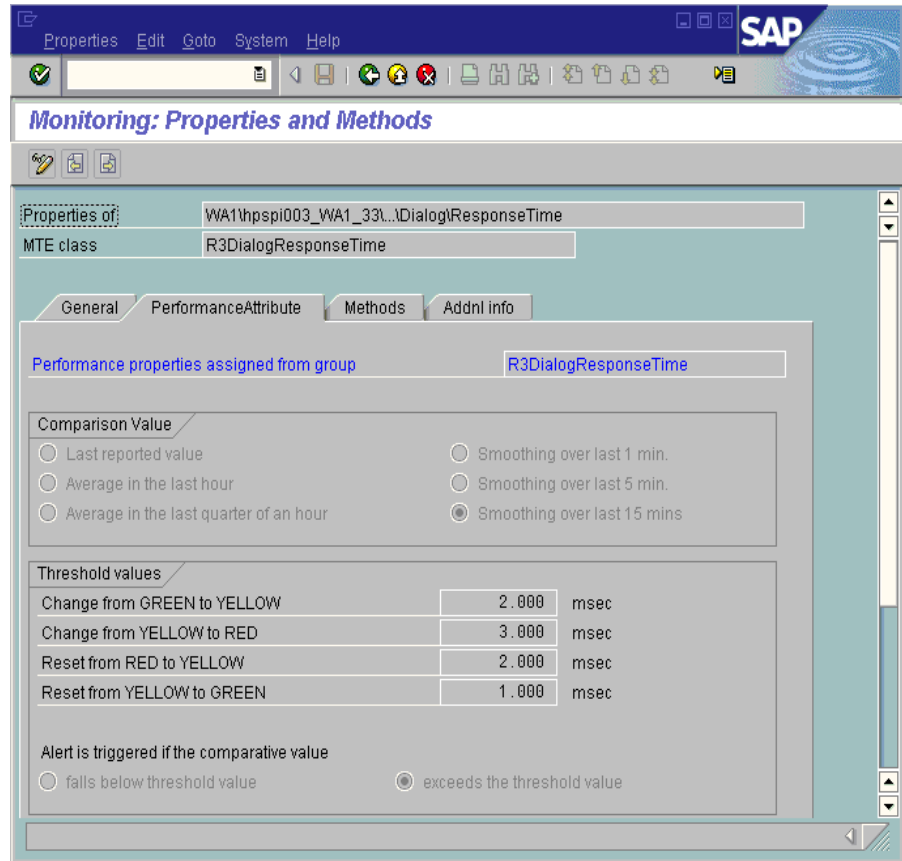 Properties Edit Goto System Help
SAP
Monitoring: Properties and Methods
Properties of WA1\hpspi003_WA1_33\...\Dialog\ResponseTime
MTE class R3DialogResponseTime
General PerformanceAttribute Methods Addnl info
Performance properties assigned from group R3DialogResponseTime
Comparison Value
Last reported value Smoothing over last 1 min.
Average in the last hour Smoothing over last 5 min.
Average in the last quarter of an hour Smoothing over last 15 mins
Threshold values
Change from GREEN to YELLOW 2.000 msec
Change from YELLOW to RED 3.000 msec
Reset from RED to YELLOW 2.000 msec
Reset from YELLOW to GREEN 1.000 msec
Alert is triggered if the comparative value
falls below threshold value exceeds the threshold value